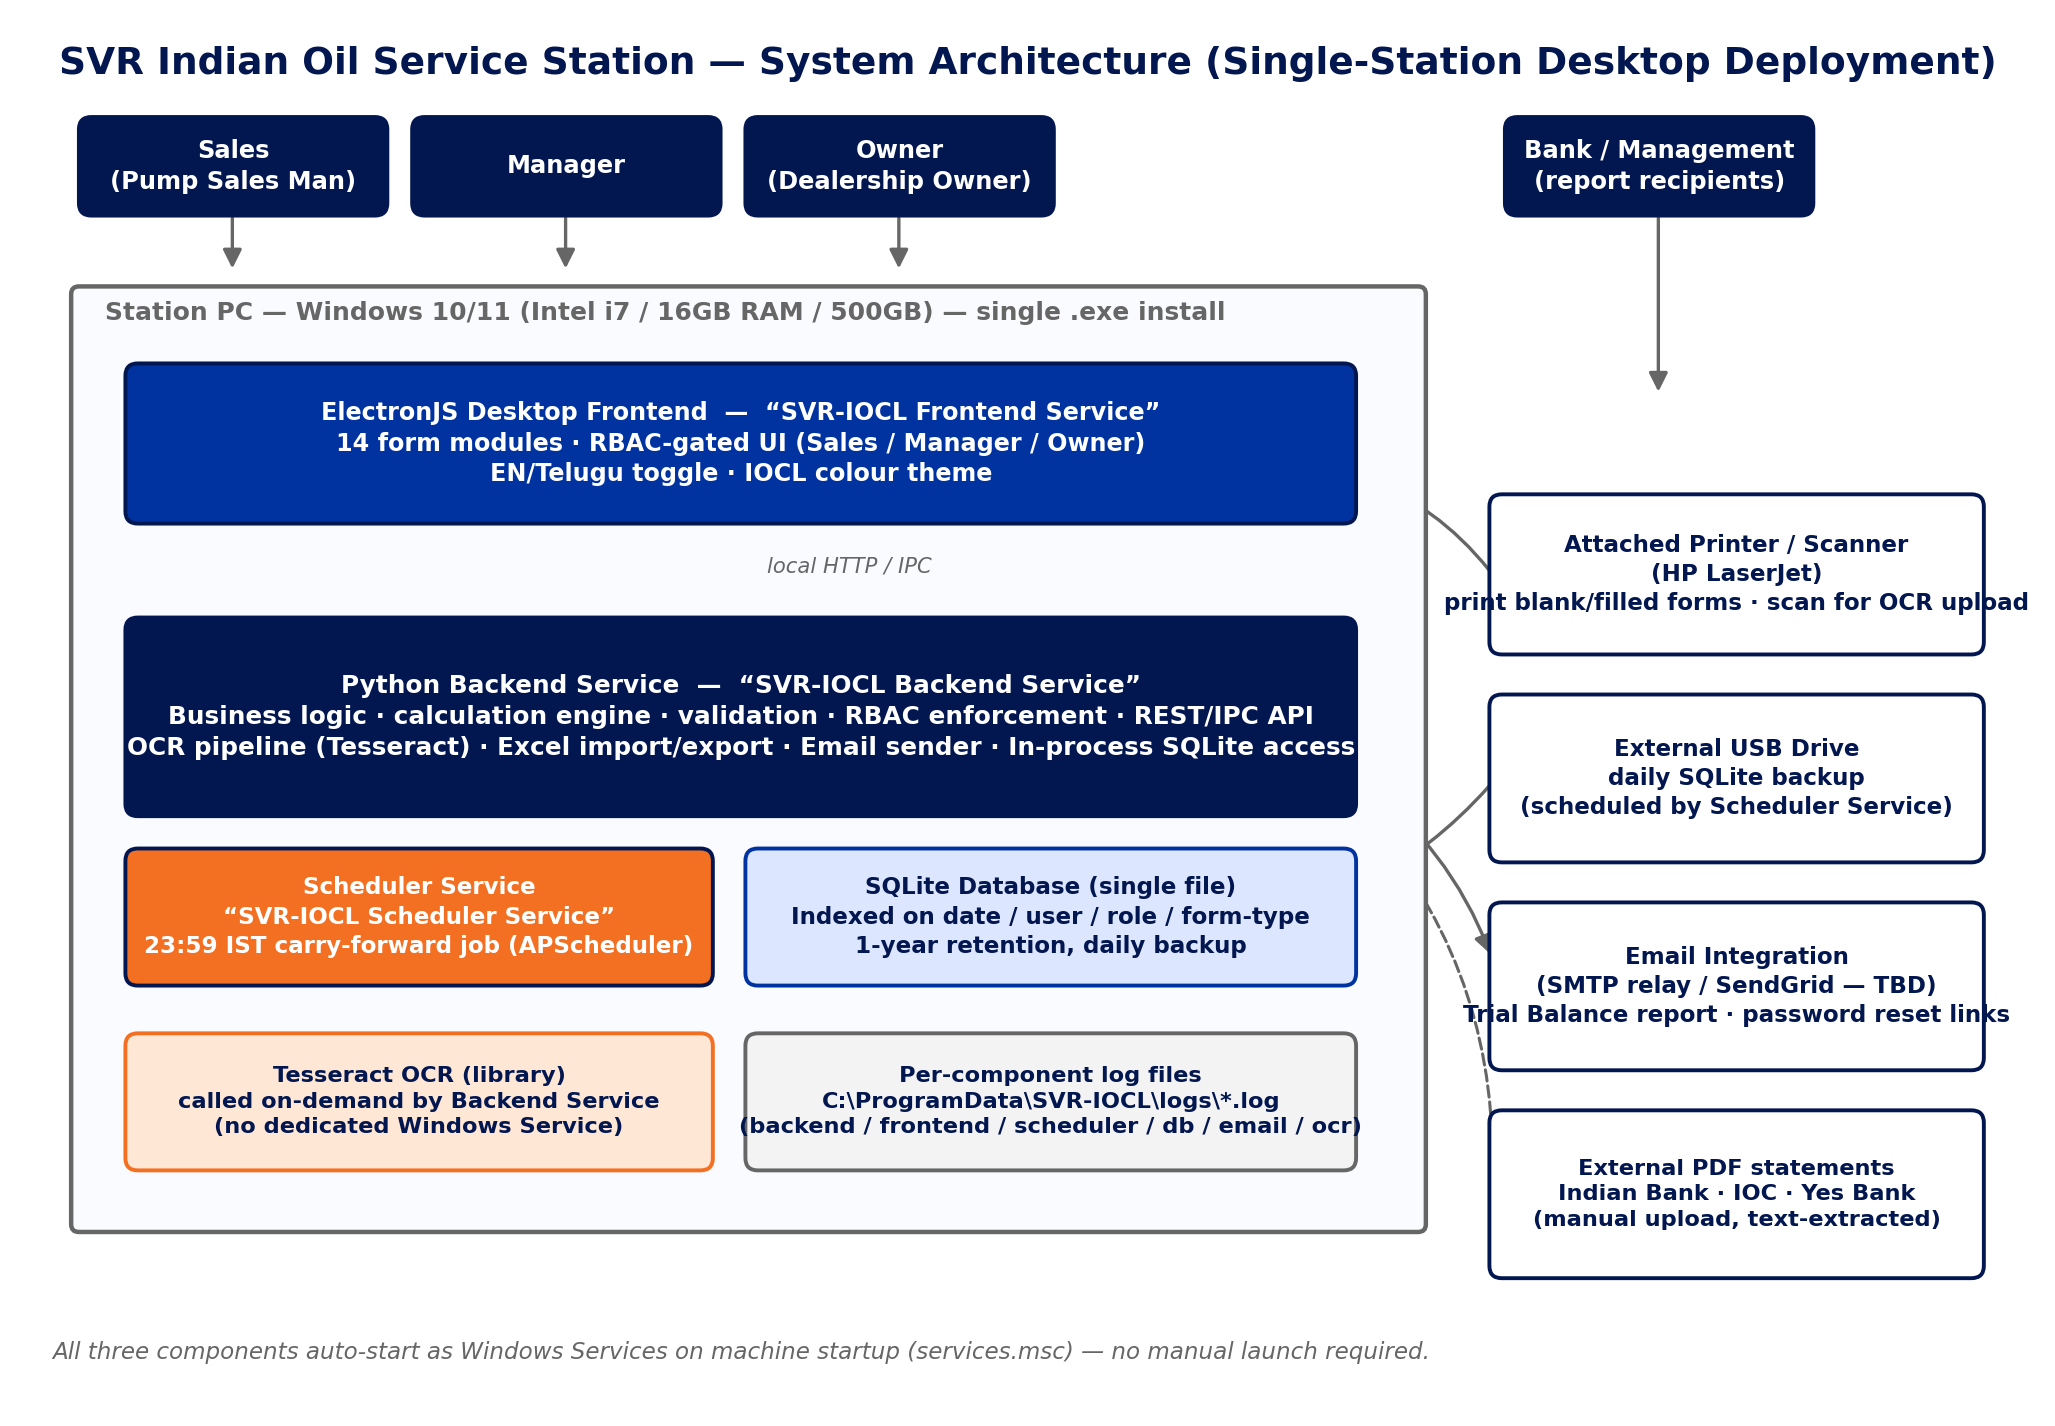 SVR Indian Oil Service Station — System Architecture (Single-Station Desktop Deployment)
Sales
(Pump Sales Man)
Manager
Owner
(Dealership Owner)
Bank / Management
(report recipients)
Station PC — Windows 10/11 (Intel i7 / 16GB RAM / 500GB) — single .exe install
ElectronJS Desktop Frontend — “SVR-IOCL Frontend Service”
14 form modules · RBAC-gated UI (Sales / Manager / Owner)
EN/Telugu toggle · IOCL colour theme
local HTTP / IPC
Python Backend Service — “SVR-IOCL Backend Service”
Business logic · calculation engine · validation · RBAC enforcement · REST/IPC API
OCR pipeline (Tesseract) · Excel import/export · Email sender · In-process SQLite access
Scheduler Service
“SVR-IOCL Scheduler Service”
23:59 IST carry-forward job (APScheduler)
SQLite Database (single file)
Indexed on date / user / role / form-type
1-year retention, daily backup
Tesseract OCR (library)
called on-demand by Backend Service
(no dedicated Windows Service)
Per-component log files
C:\ProgramData\SVR-IOCL\logs\*.log
(backend / frontend / scheduler / db / email / ocr)
Attached Printer / Scanner
(HP LaserJet)
print blank/filled forms · scan for OCR upload
External USB Drive
daily SQLite backup
(scheduled by Scheduler Service)
Email Integration
(SMTP relay / SendGrid — TBD)
Trial Balance report · password reset links
External PDF statements
Indian Bank · IOC · Yes Bank
(manual upload, text-extracted)
All three components auto-start as Windows Services on machine startup (services.msc) — no manual launch required.